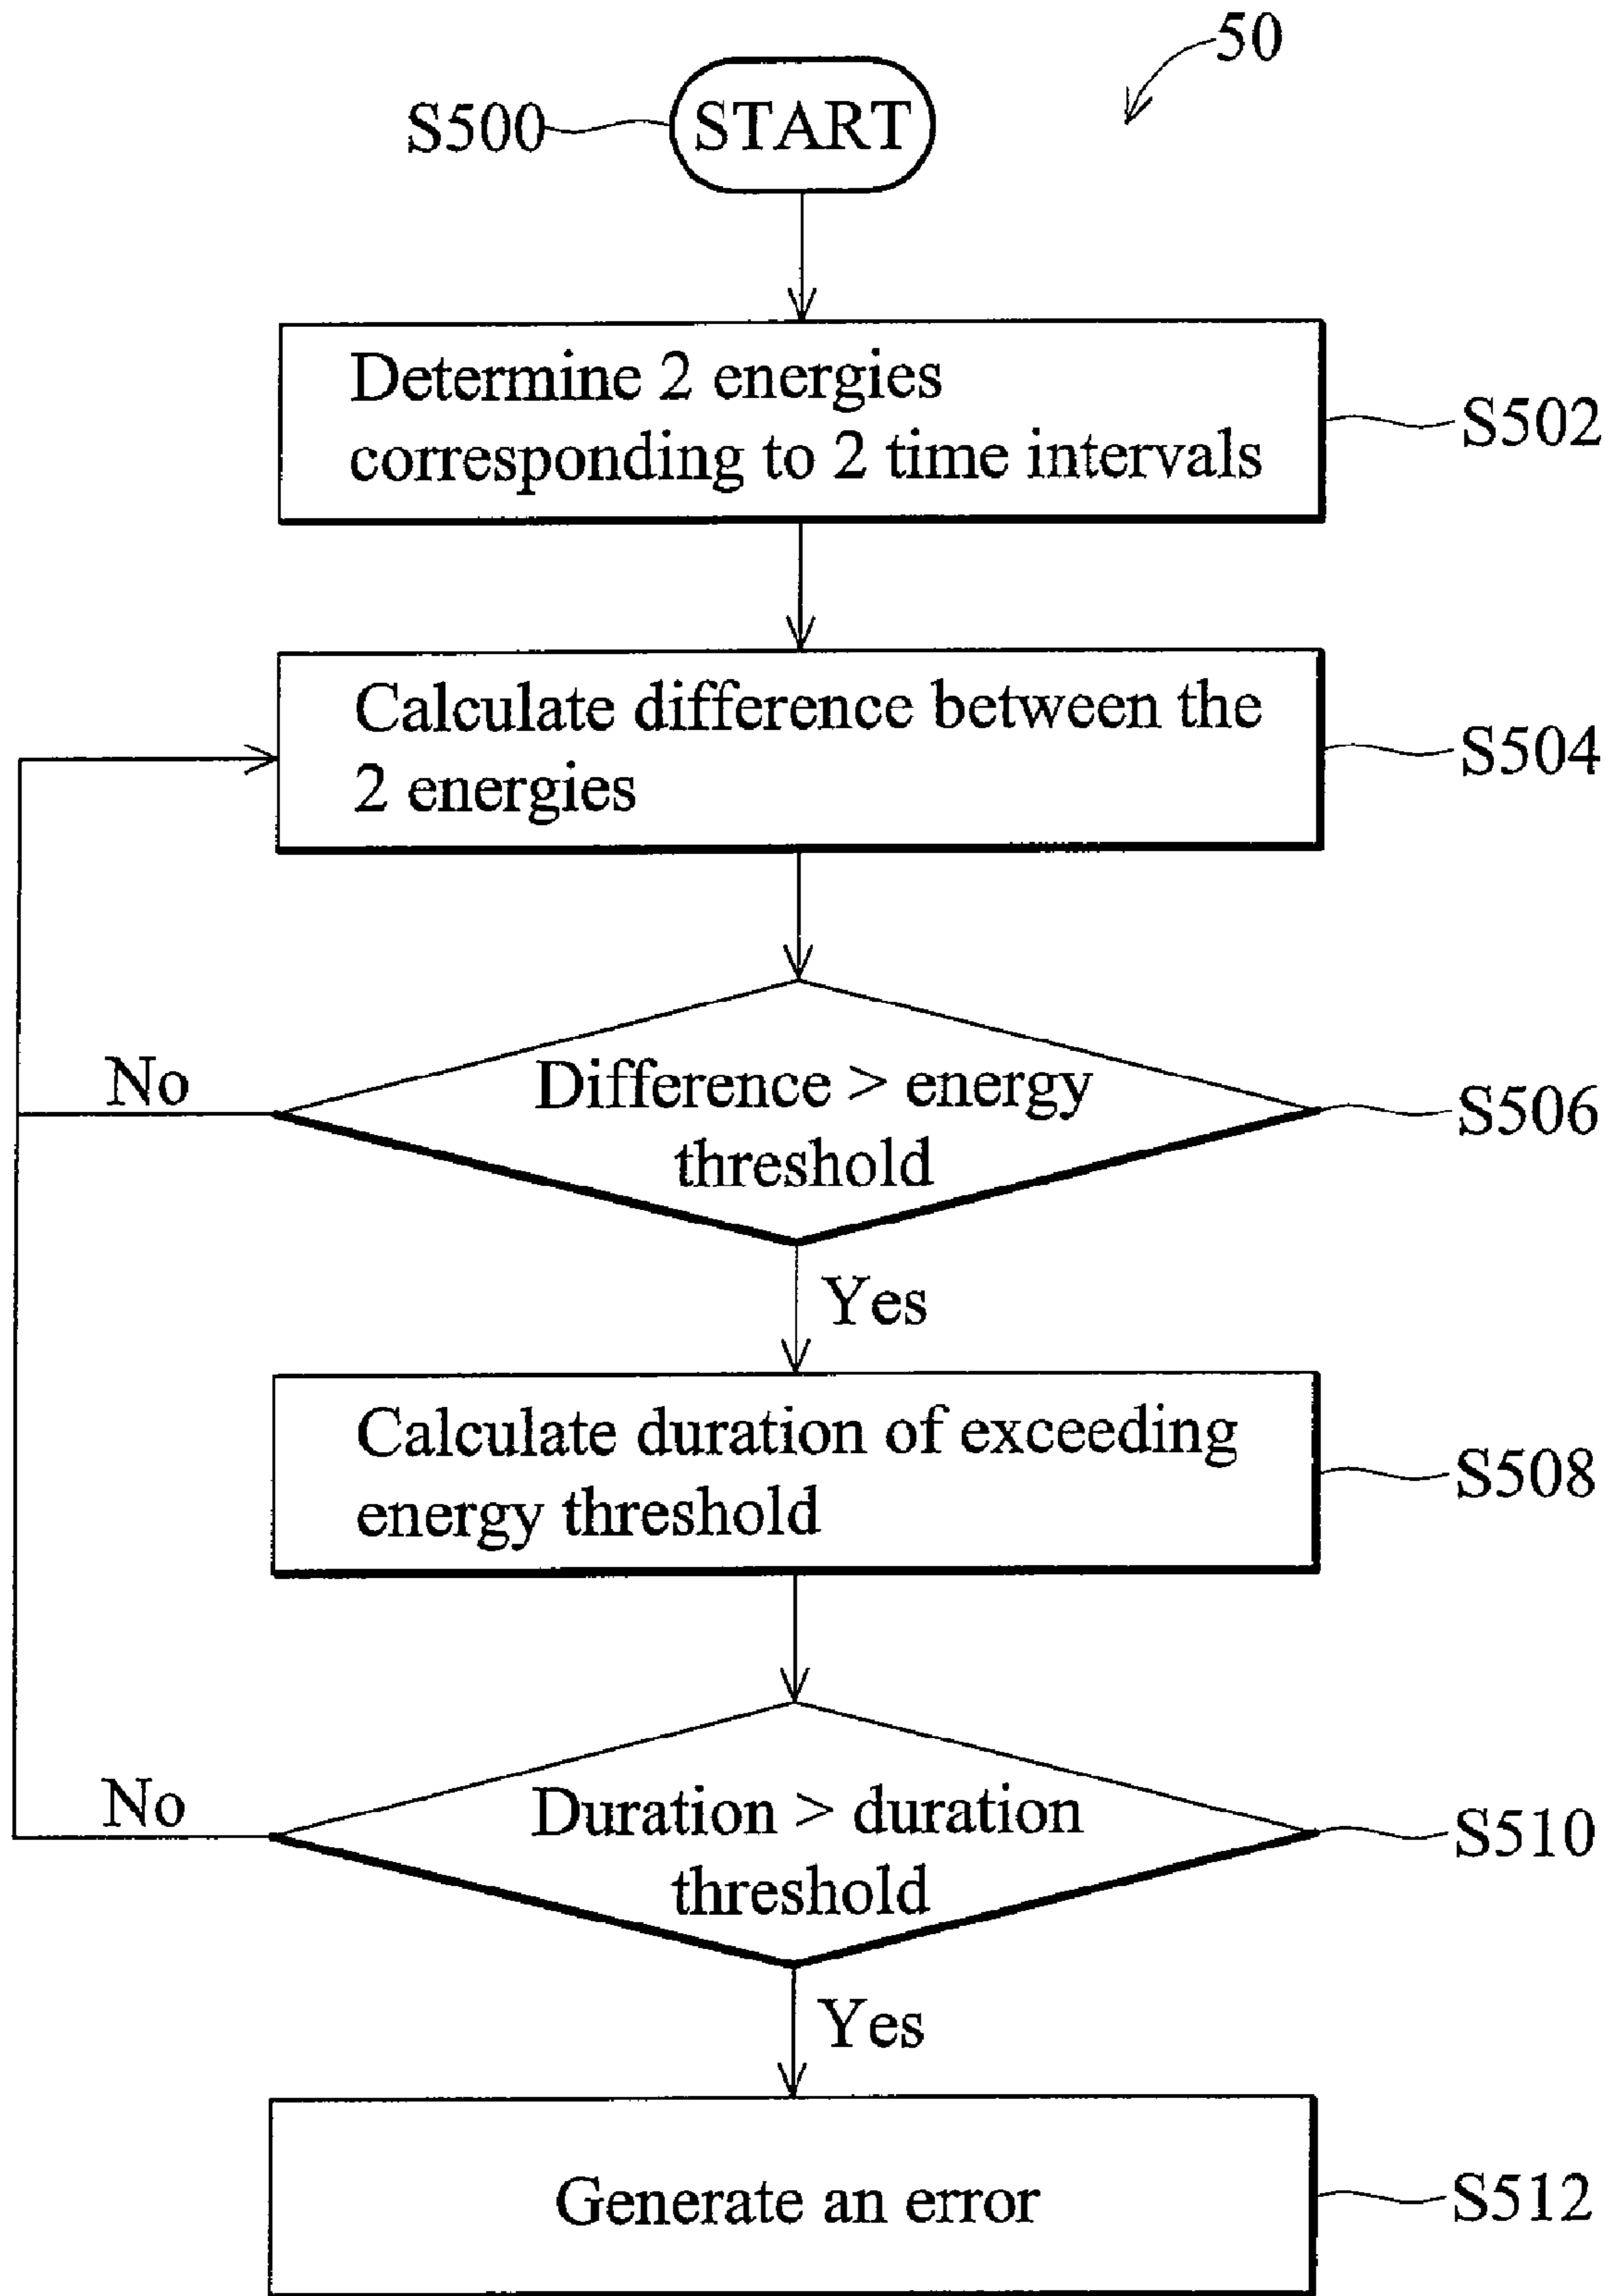 50
S500
START
Determine 2 energies
corresponding to 2 time intervals
S502
Calculate difference between the
2 energies
S504
No
Difference > energy
threshold
S506
Yes
Calculate duration of exceeding
energy threshold
S508
No
Duration > duration
threshold
S510
Yes
Generate an error
S512